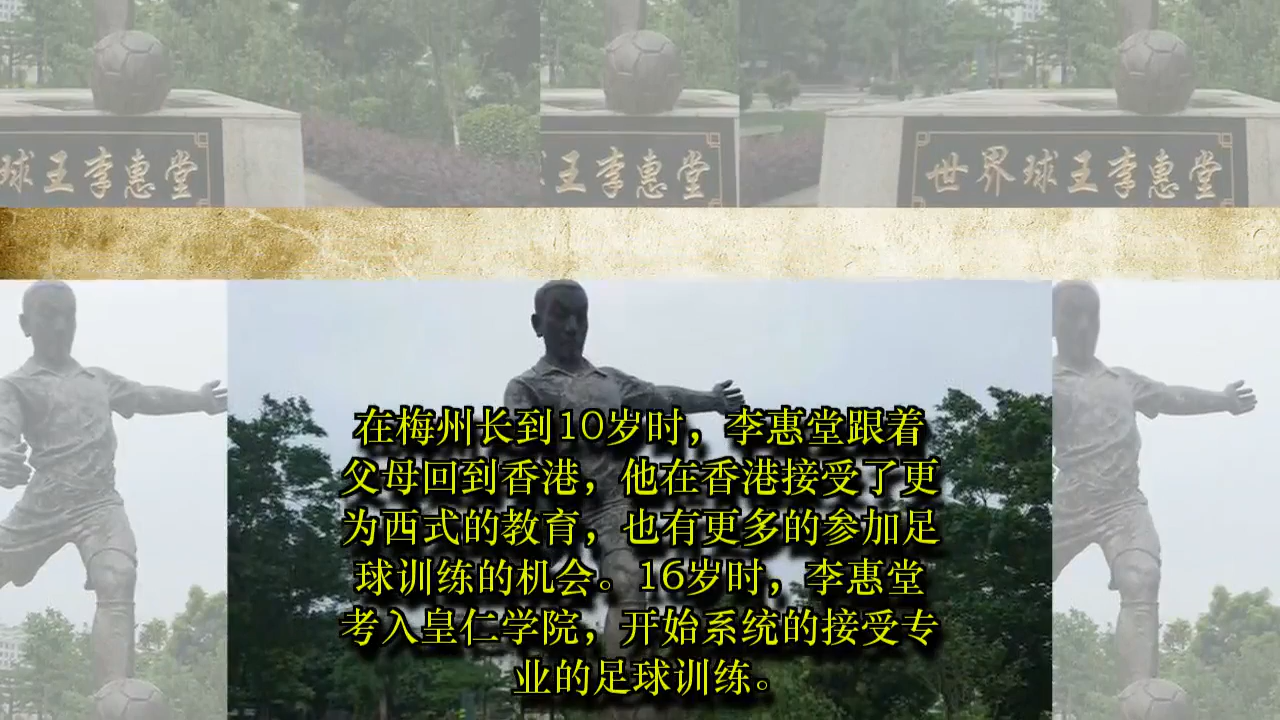 球王李惠堂
王李惠堂
世界球王李惠堂
在梅州长到10岁时，李惠堂跟着
父母回到香港，他在香港接受了更
为西式的教育，也有更多的参加足
球训练的机会。16岁时，李惠堂
考入皇仁学院，开始系统的接受专
业的足球训练。